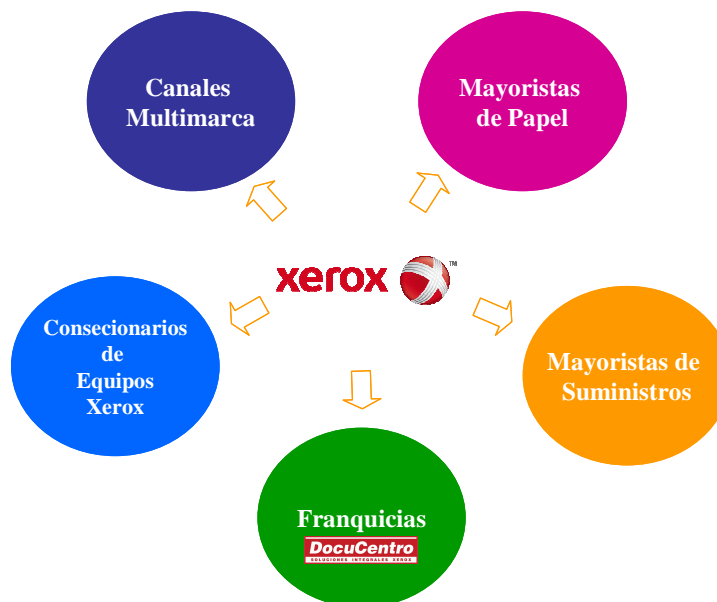 Canales
Multimarca
Mayoristas
de Papel
xerox ™
Consecionarios
de
Equipos
Xerox
Mayoristas de
Suministros
Franquicias
DocuCentro
SOLUCIONES INTEGRALES XEROX